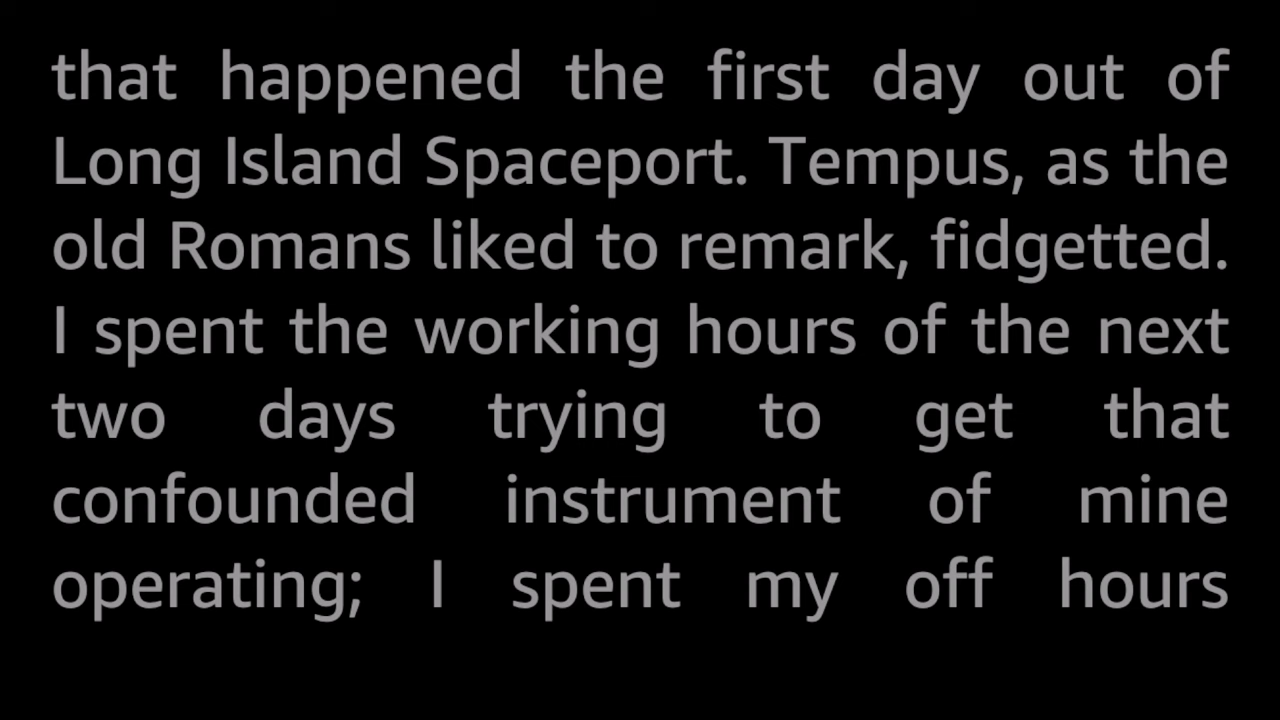 that happened the first day out of
Long Island Spaceport. Tempus, as the
old Romans liked to remark, fidgetted.
I spent the working hours of the next
two days trying to get that
confounded instrument of mine
operating; I spent my off hours